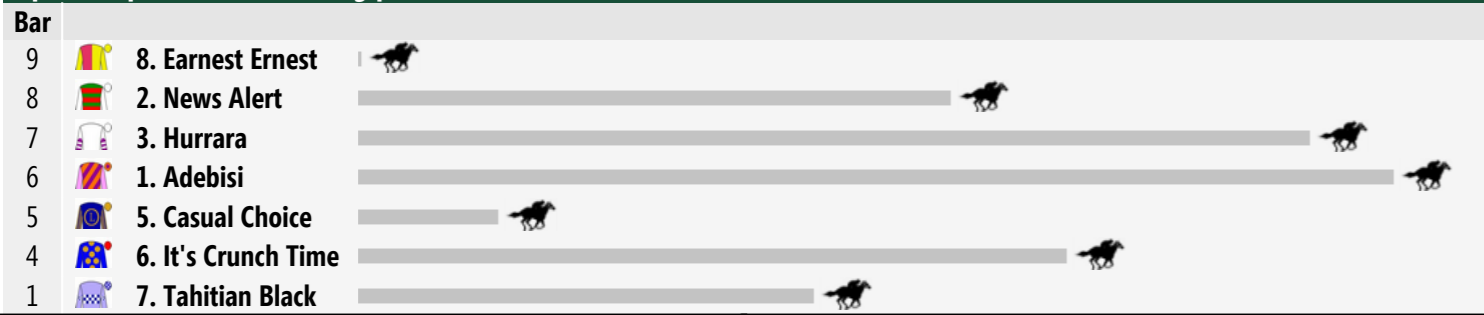 Bar
9 8. Earnest Ernest
8 2. News Alert
7 3. Hurrara
6 1. Adebisi
5 5. Casual Choice
4 6. It's Crunch Time
1 7. Tahitian Black